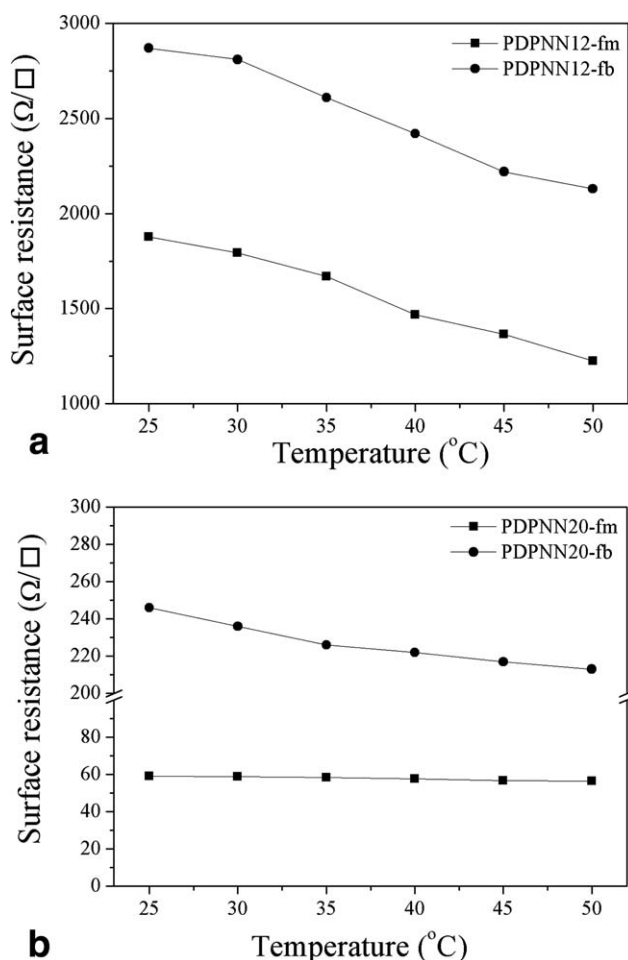 3000
2500
2000
1500
1000
Surface resistance (Ω/□)
PDPNN12-fm
PDPNN12-fb
25 30 35 40 45 50
Temperature (°C)
a
300
280
260
240
220
200
80
60
40
20
0
Surface resistance (Ω/□)
PDPNN20-fm
PDPNN20-fb
25 30 35 40 45 50
Temperature (°C)
b